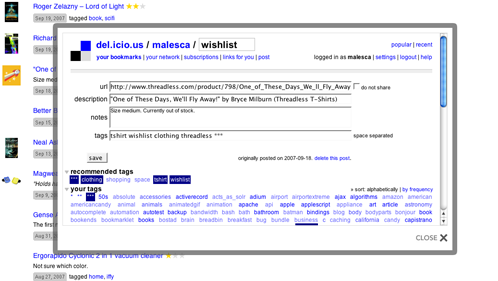 Roger Zelazny – Lord of Light
Sep 19, 2007 tagged book, scifi
Richard
"One of
Size med
Better B
Magwea
"Holds b
Gense A
Ergorapido Cyclonic 2 in 1 vacuum cleaner
Not sure which color.
Aug 27, 2007 tagged home, iffy
del.icio.us / malesca / wishlist
popular | recent
your bookmarks | your network | subscriptions | links for you | post
logged in as malesca | settings | logout | help
url http://www.threadless.com/product/798/One_of_These_Days_We_ll_Fly_Away
do not share
description "One of These Days, We'll Fly Away!" by Bryce Milburn (Threadless T-Shirts)
notes Size medium. Currently out of stock.
tags tshirt wishlist clothing threadless ***
space separated
save
originally posted on 2007-09-18. delete this post.
recommended tags
*** clothing shopping space tshirt wishlist
your tags
» sort: alphabetically | by frequency
* ** *** 50s absolute accessories activerecord acts_as_solr adium airport airportextreme ajax algorithms amazon american
americancandy animal animals animatedgif animation apache api apple applescript appliance art article astronomy
autocomplete automation autotest backup bandwidth bash bath bathroom batman bindings blog body bodyparts bonjour book
bookends bookmarklet books bostad brain breadbin breakfast bug bundle business c caching california candy capistrano
CLOSE